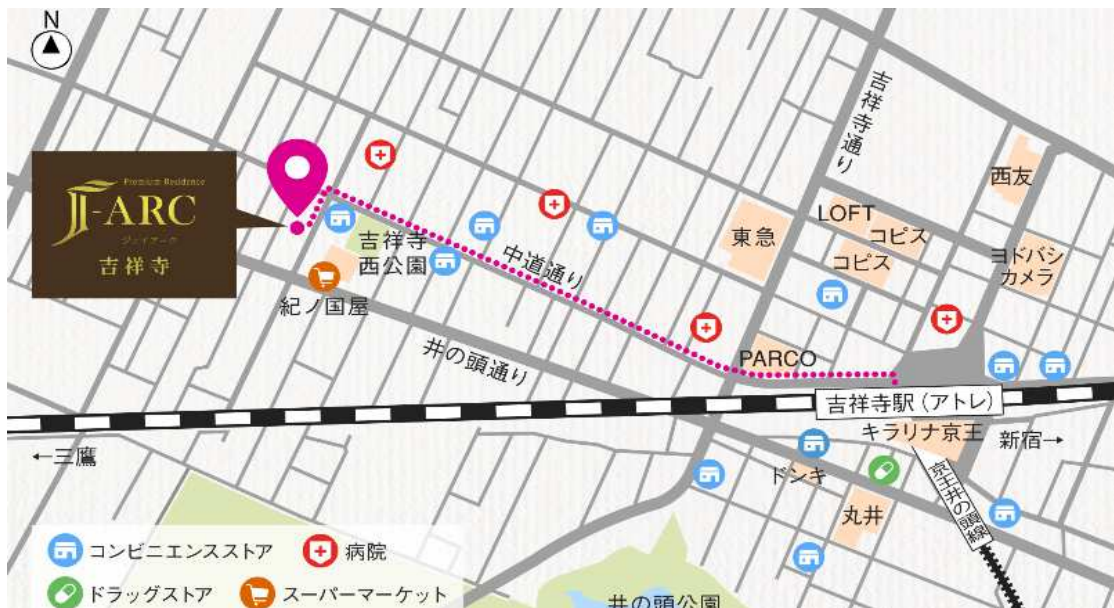 N
Premium Residence
J-ARC
ジェイアーク
吉祥寺
吉祥寺通り
西友
LOFT
コピス
コピス
東急
ヨドバシ
カメラ
吉祥寺
西公園
中道通り
紀ノ国屋
井の頭通り
PARCO
吉祥寺駅（アトレ）
キラリナ京王
新宿→
←三鷹
ドンキ
丸井
京王井の頭線
コンビニエンスストア
病院
ドラッグストア
スーパーマーケット
井の頭公園